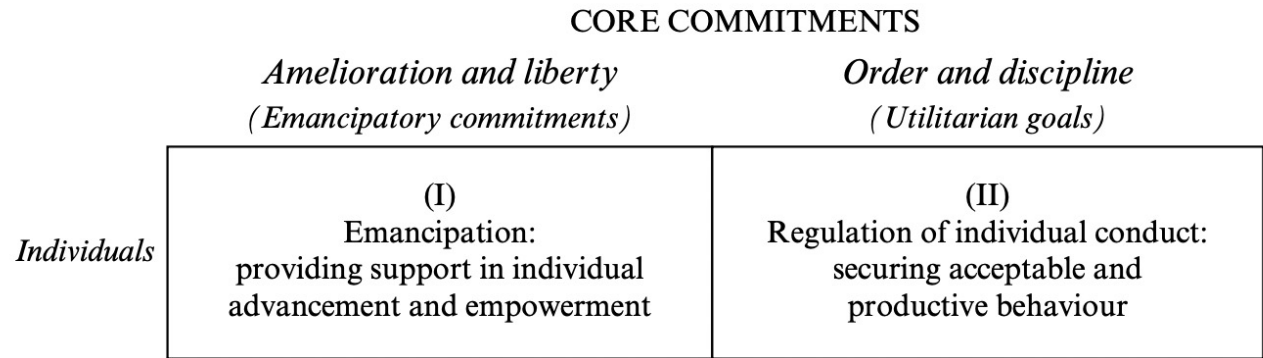 CORE COMMITMENTS
Amelioration and liberty
(Emancipatory commitments)
Order and discipline
(Utilitarian goals)
Individuals
(I)
Emancipation:
providing support in individual
advancement and empowerment
(II)
Regulation of individual conduct:
securing acceptable and
productive behaviour